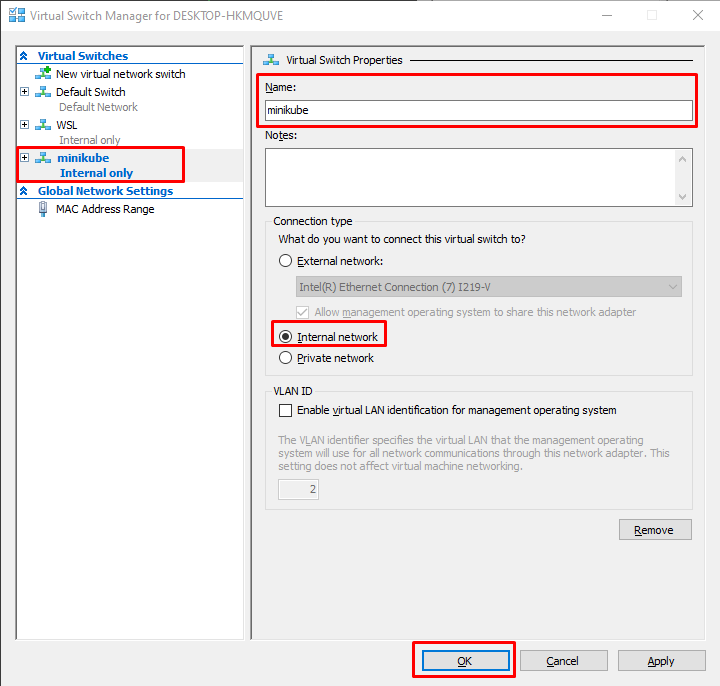 Virtual Switch Manager for DESKTOP-HKMQUVE
Virtual Switches
New virtual network switch
Default Switch
Default Network
WSL
Internal only
minikube
Internal only
Global Network Settings
MAC Address Range
Virtual Switch Properties
Name:
minikube
Notes:
Connection type
What do you want to connect this virtual switch to?
External network:
Intel(R) Ethernet Connection (7) I219-V
Allow management operating system to share this network adapter
Internal network
Private network
VLAN ID
Enable virtual LAN identification for management operating system
The VLAN identifier specifies the virtual LAN that the management operating
system will use for all network communications through this network adapter. This
setting does not affect virtual machine networking.
2
Remove
OK
Cancel
Apply